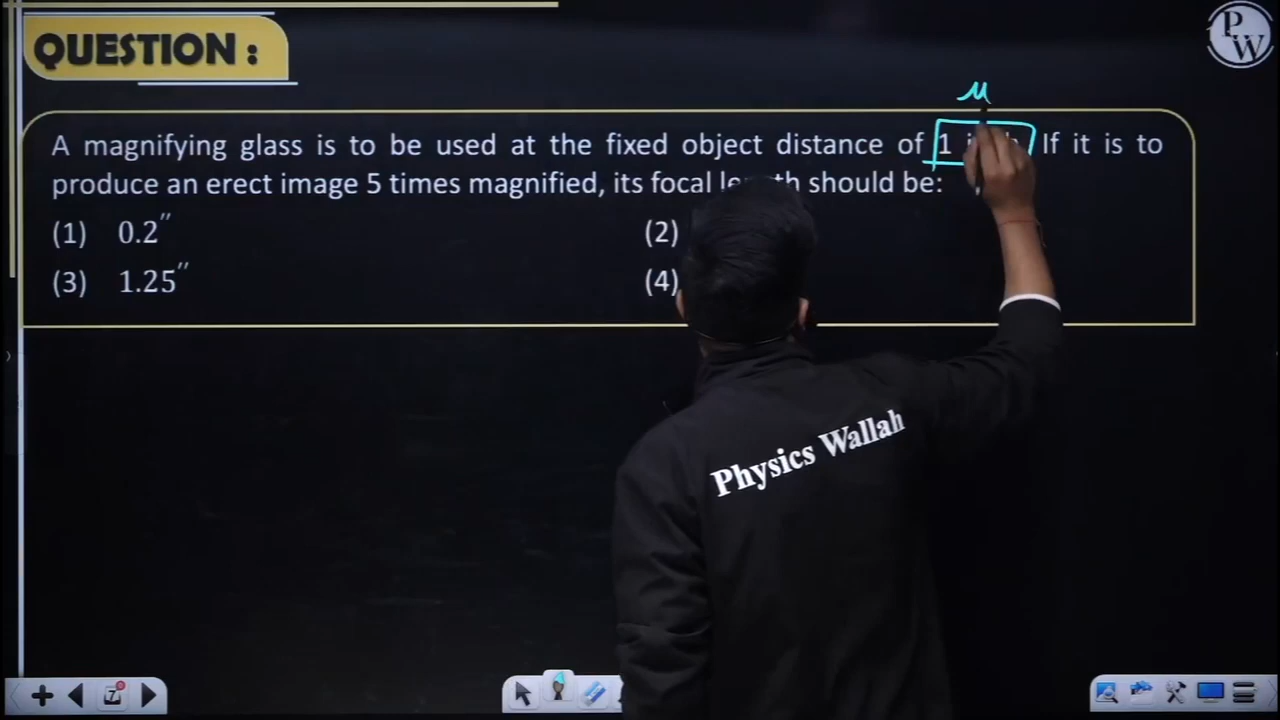 QUESTION :
PW
u
A magnifying glass is to be used at the fixed object distance of 1 If it is to
produce an erect image 5 times magnified, its focal should be:
(1) 0.2″ (2)
(3) 1.25″ (4)
Physics Wallah
7